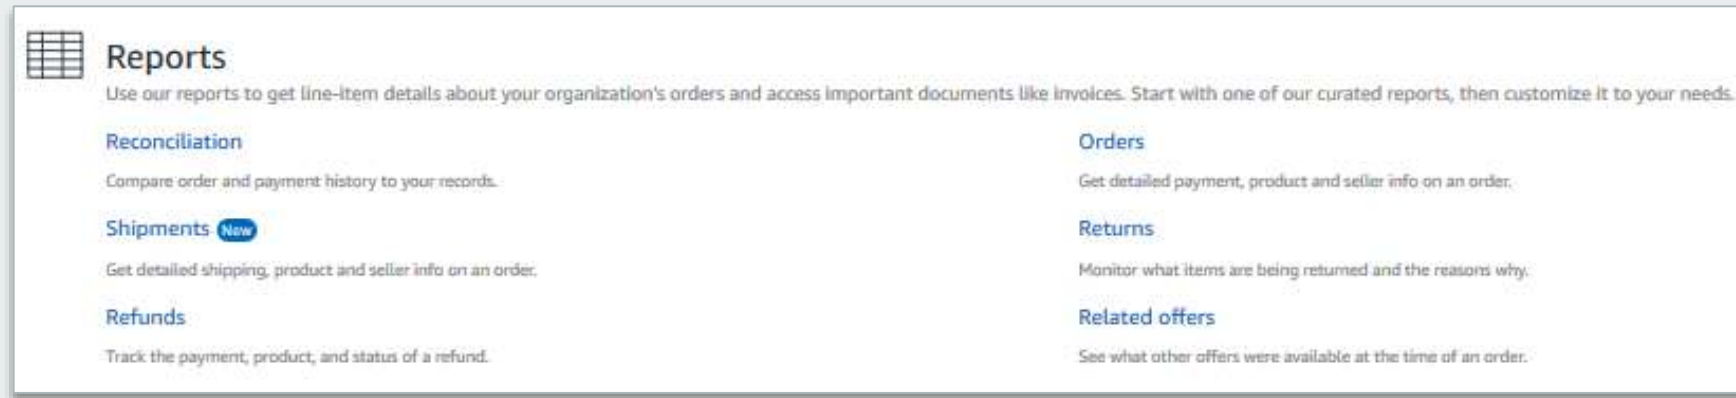 Reports
Use our reports to get line-item details about your organization's orders and access important documents like invoices. Start with one of our curated reports, then customize it to your needs.
Reconciliation
Compare order and payment history to your records.
Orders
Get detailed payment, product and seller info on an order.
Shipments New
Get detailed shipping, product and seller info on an order.
Returns
Monitor what items are being returned and the reasons why.
Refunds
Track the payment, product, and status of a refund.
Related offers
See what other offers were available at the time of an order.